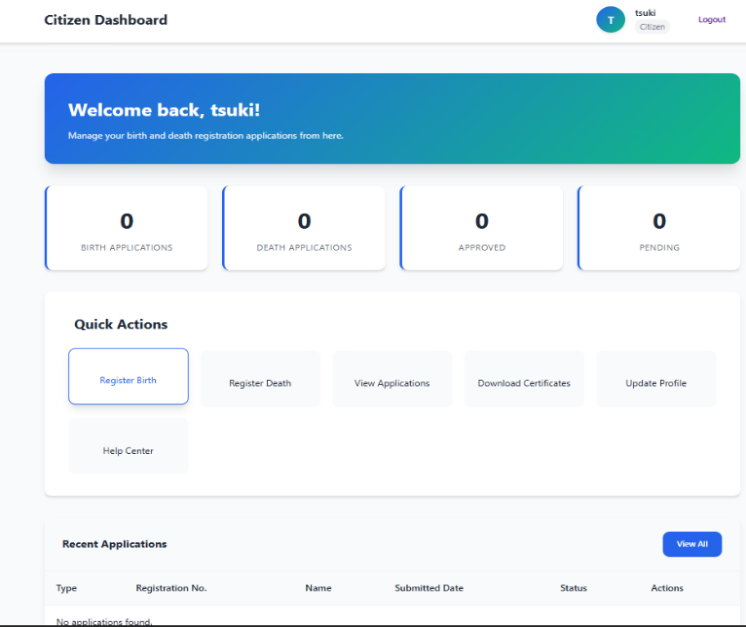 Citizen Dashboard
T
tsuki
Citizen
Logout
Welcome back, tsuki!
Manage your birth and death registration applications from here.
0
BIRTH APPLICATIONS
0
DEATH APPLICATIONS
0
APPROVED
0
PENDING
Quick Actions
Register Birth
Register Death
View Applications
Download Certificates
Update Profile
Help Center
Recent Applications
View All
Type Registration No. Name Submitted Date Status Actions
No applications found.